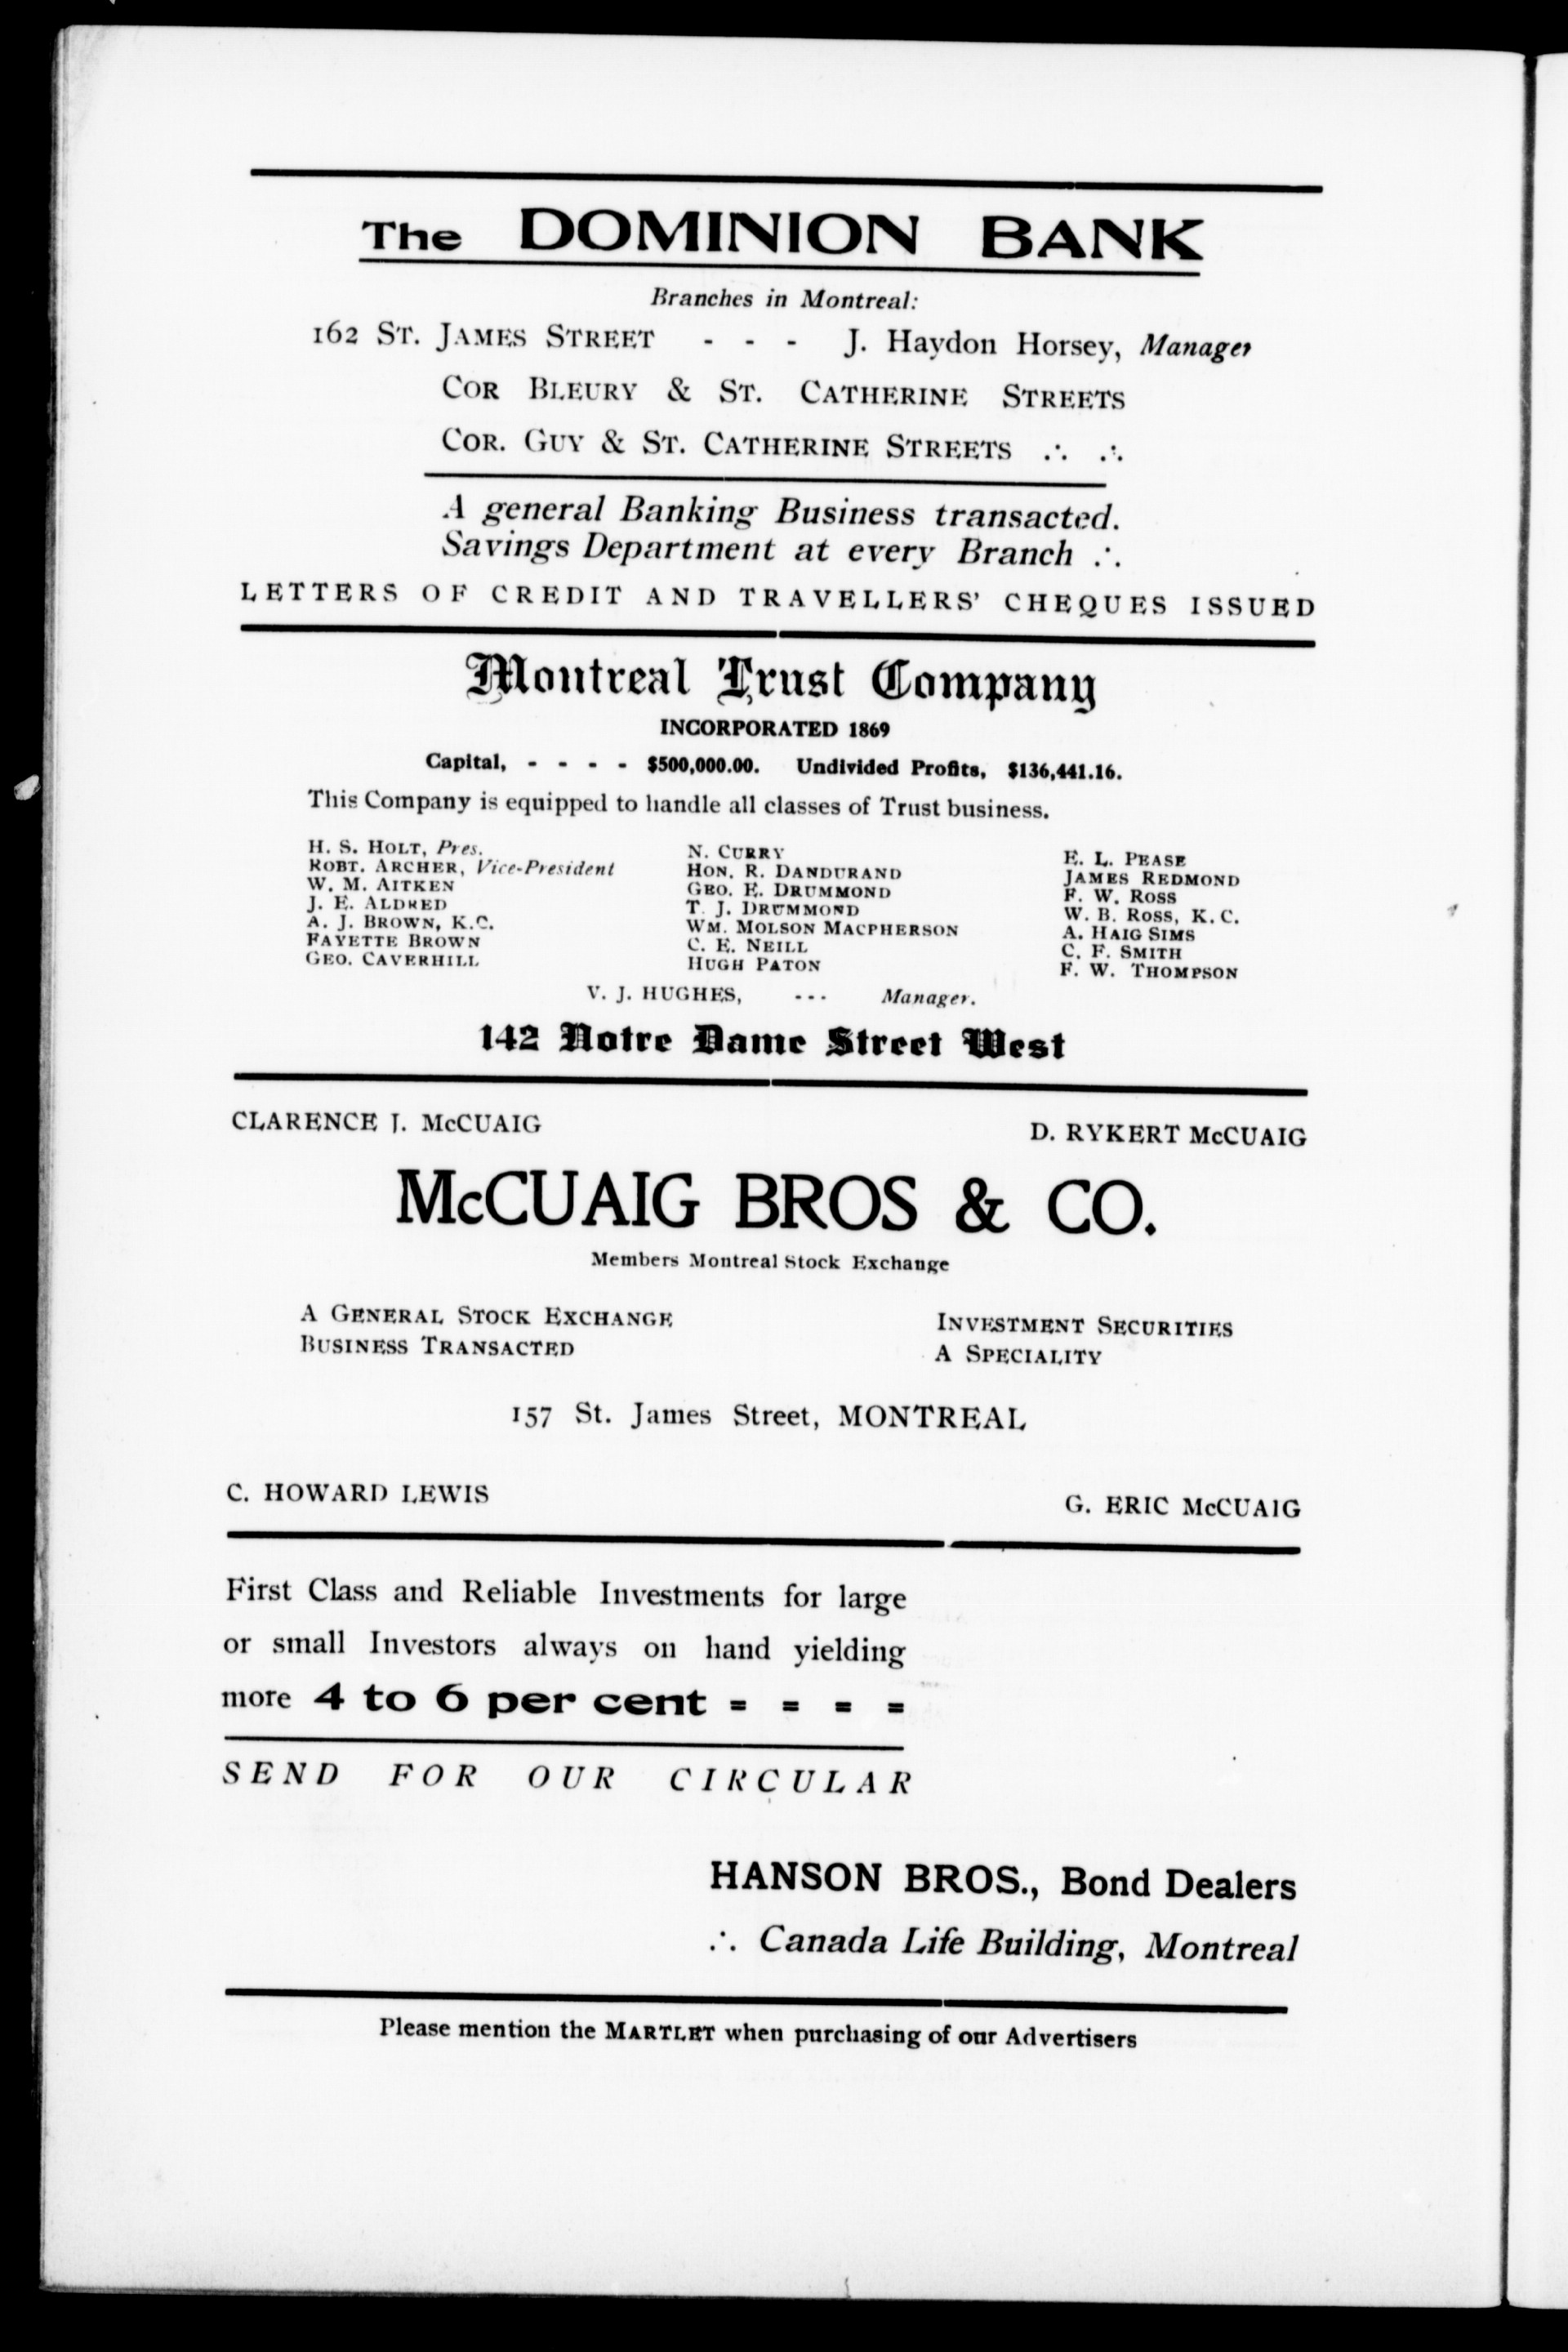 The DOMINION BANK
Branches in Montreal:
162 ST. JAMES STREET - - - J. Haydon Horsey, Manager
COR BLEURY & ST. CATHERINE STREETS
COR. GUY & ST. CATHERINE STREETS ∴ ∴
A general Banking Business transacted.
Savings Department at every Branch ∴
LETTERS OF CREDIT AND TRAVELLERS' CHEQUES ISSUED
Montreal Trust Company
INCORPORATED 1869
Capital, - - - - $500,000.00. Undivided Profits, $136,441.16.
This Company is equipped to handle all classes of Trust business.
H. S. HOLT, Pres.
ROBT. ARCHER, Vice-President
W. M. AITKEN
J. E. ALDRED
A. J. BROWN, K.C.
FAYETTE BROWN
GEO. CAVERHILL
N. CURRY
HON. R. DANDURAND
GEO. E. DRUMMOND
T. J. DRUMMOND
WM. MOLSON MACPHERSON
C. E. NEILL
HUGH PATON
E. L. PEASE
JAMES REDMOND
F. W. ROSS
W. B. ROSS, K. C.
A. HAIG SIMS
C. F. SMITH
F. W. THOMPSON
V. J. HUGHES, - - - Manager.
142 Notre Dame Street West
CLARENCE J. McCUAIG D. RYKERT McCUAIG
McCUAIG BROS & CO.
Members Montreal Stock Exchange
A GENERAL STOCK EXCHANGE
BUSINESS TRANSACTED
INVESTMENT SECURITIES
A SPECIALITY
157 St. James Street, MONTREAL
C. HOWARD LEWIS G. ERIC McCUAIG
First Class and Reliable Investments for large
or small Investors always on hand yielding
more 4 to 6 per cent = = = =
SEND FOR OUR CIRCULAR
HANSON BROS., Bond Dealers
∴ Canada Life Building, Montreal
Please mention the MARTLET when purchasing of our Advertisers